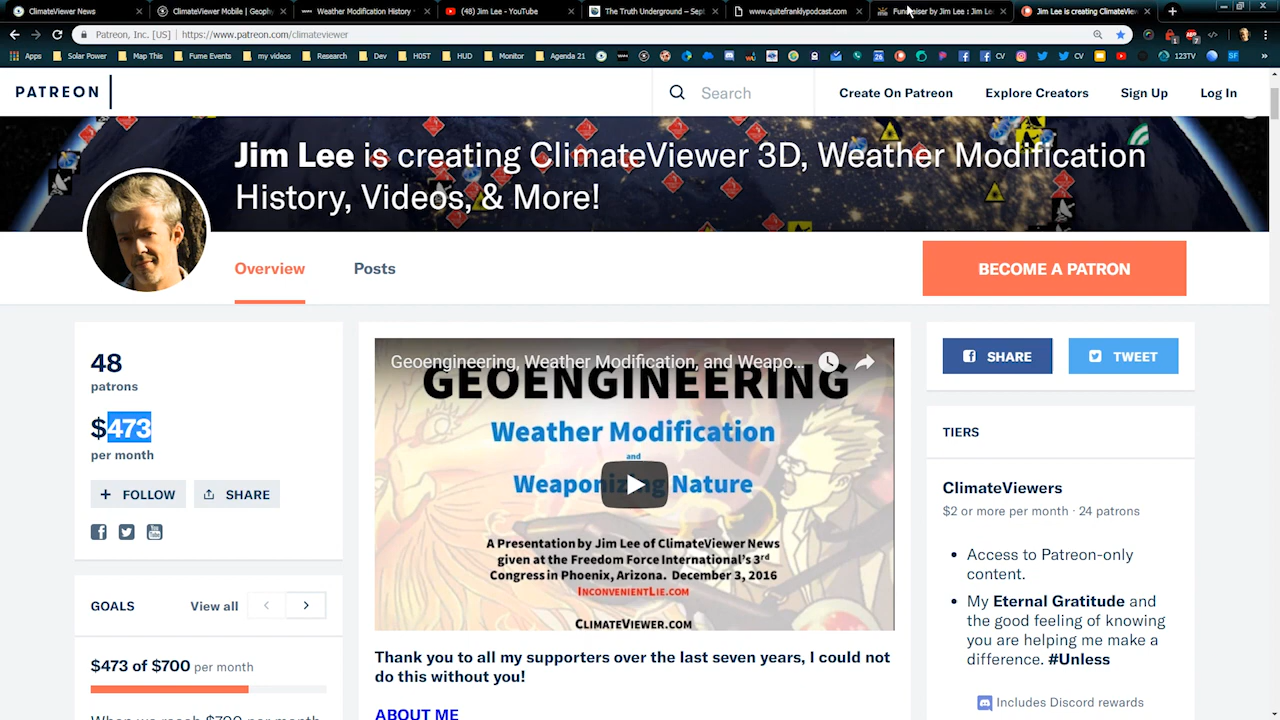 ClimateViewer News
ClimateViewer Mobile | Geoph
Weather Modification History
(48) Jim Lee - YouTube
The Truth Underground – Sept
www.quitefranklypodcast.com
Fundraiser by Jim Lee : Jim Le
Jim Lee is creating ClimateView
Patreon, Inc. [US] | https://www.patreon.com/climateviewer
Apps Solar Power Map This Fume Events my videos Research Dev HOST HUD Monitor Agenda 21 CV CV 123TV
PATREON
Search
Create On Patreon
Explore Creators
Sign Up
Log In
Jim Lee is creating ClimateViewer 3D, Weather Modification
History, Videos, & More!
Overview
Posts
BECOME A PATRON
48
patrons
$473
per month
+ FOLLOW
SHARE
GOALS
View all
$473 of $700 per month
When we reach $700 per month
Geoengineering, Weather Modification, and Weapo...
GEOENGINEERING
Weather Modification
and
Weaponizing Nature
A Presentation by Jim Lee of ClimateViewer News
given at the Freedom Force International's 3rd
Congress in Phoenix, Arizona. December 3, 2016
INCONVENIENTLIE.COM
CLIMATEVIEWER.COM
Thank you to all my supporters over the last seven years, I could not
do this without you!
ABOUT ME
SHARE
TWEET
TIERS
ClimateViewers
$2 or more per month · 24 patrons
• Access to Patreon-only
content.
• My Eternal Gratitude and
the good feeling of knowing
you are helping me make a
difference. #Unless
Includes Discord rewards